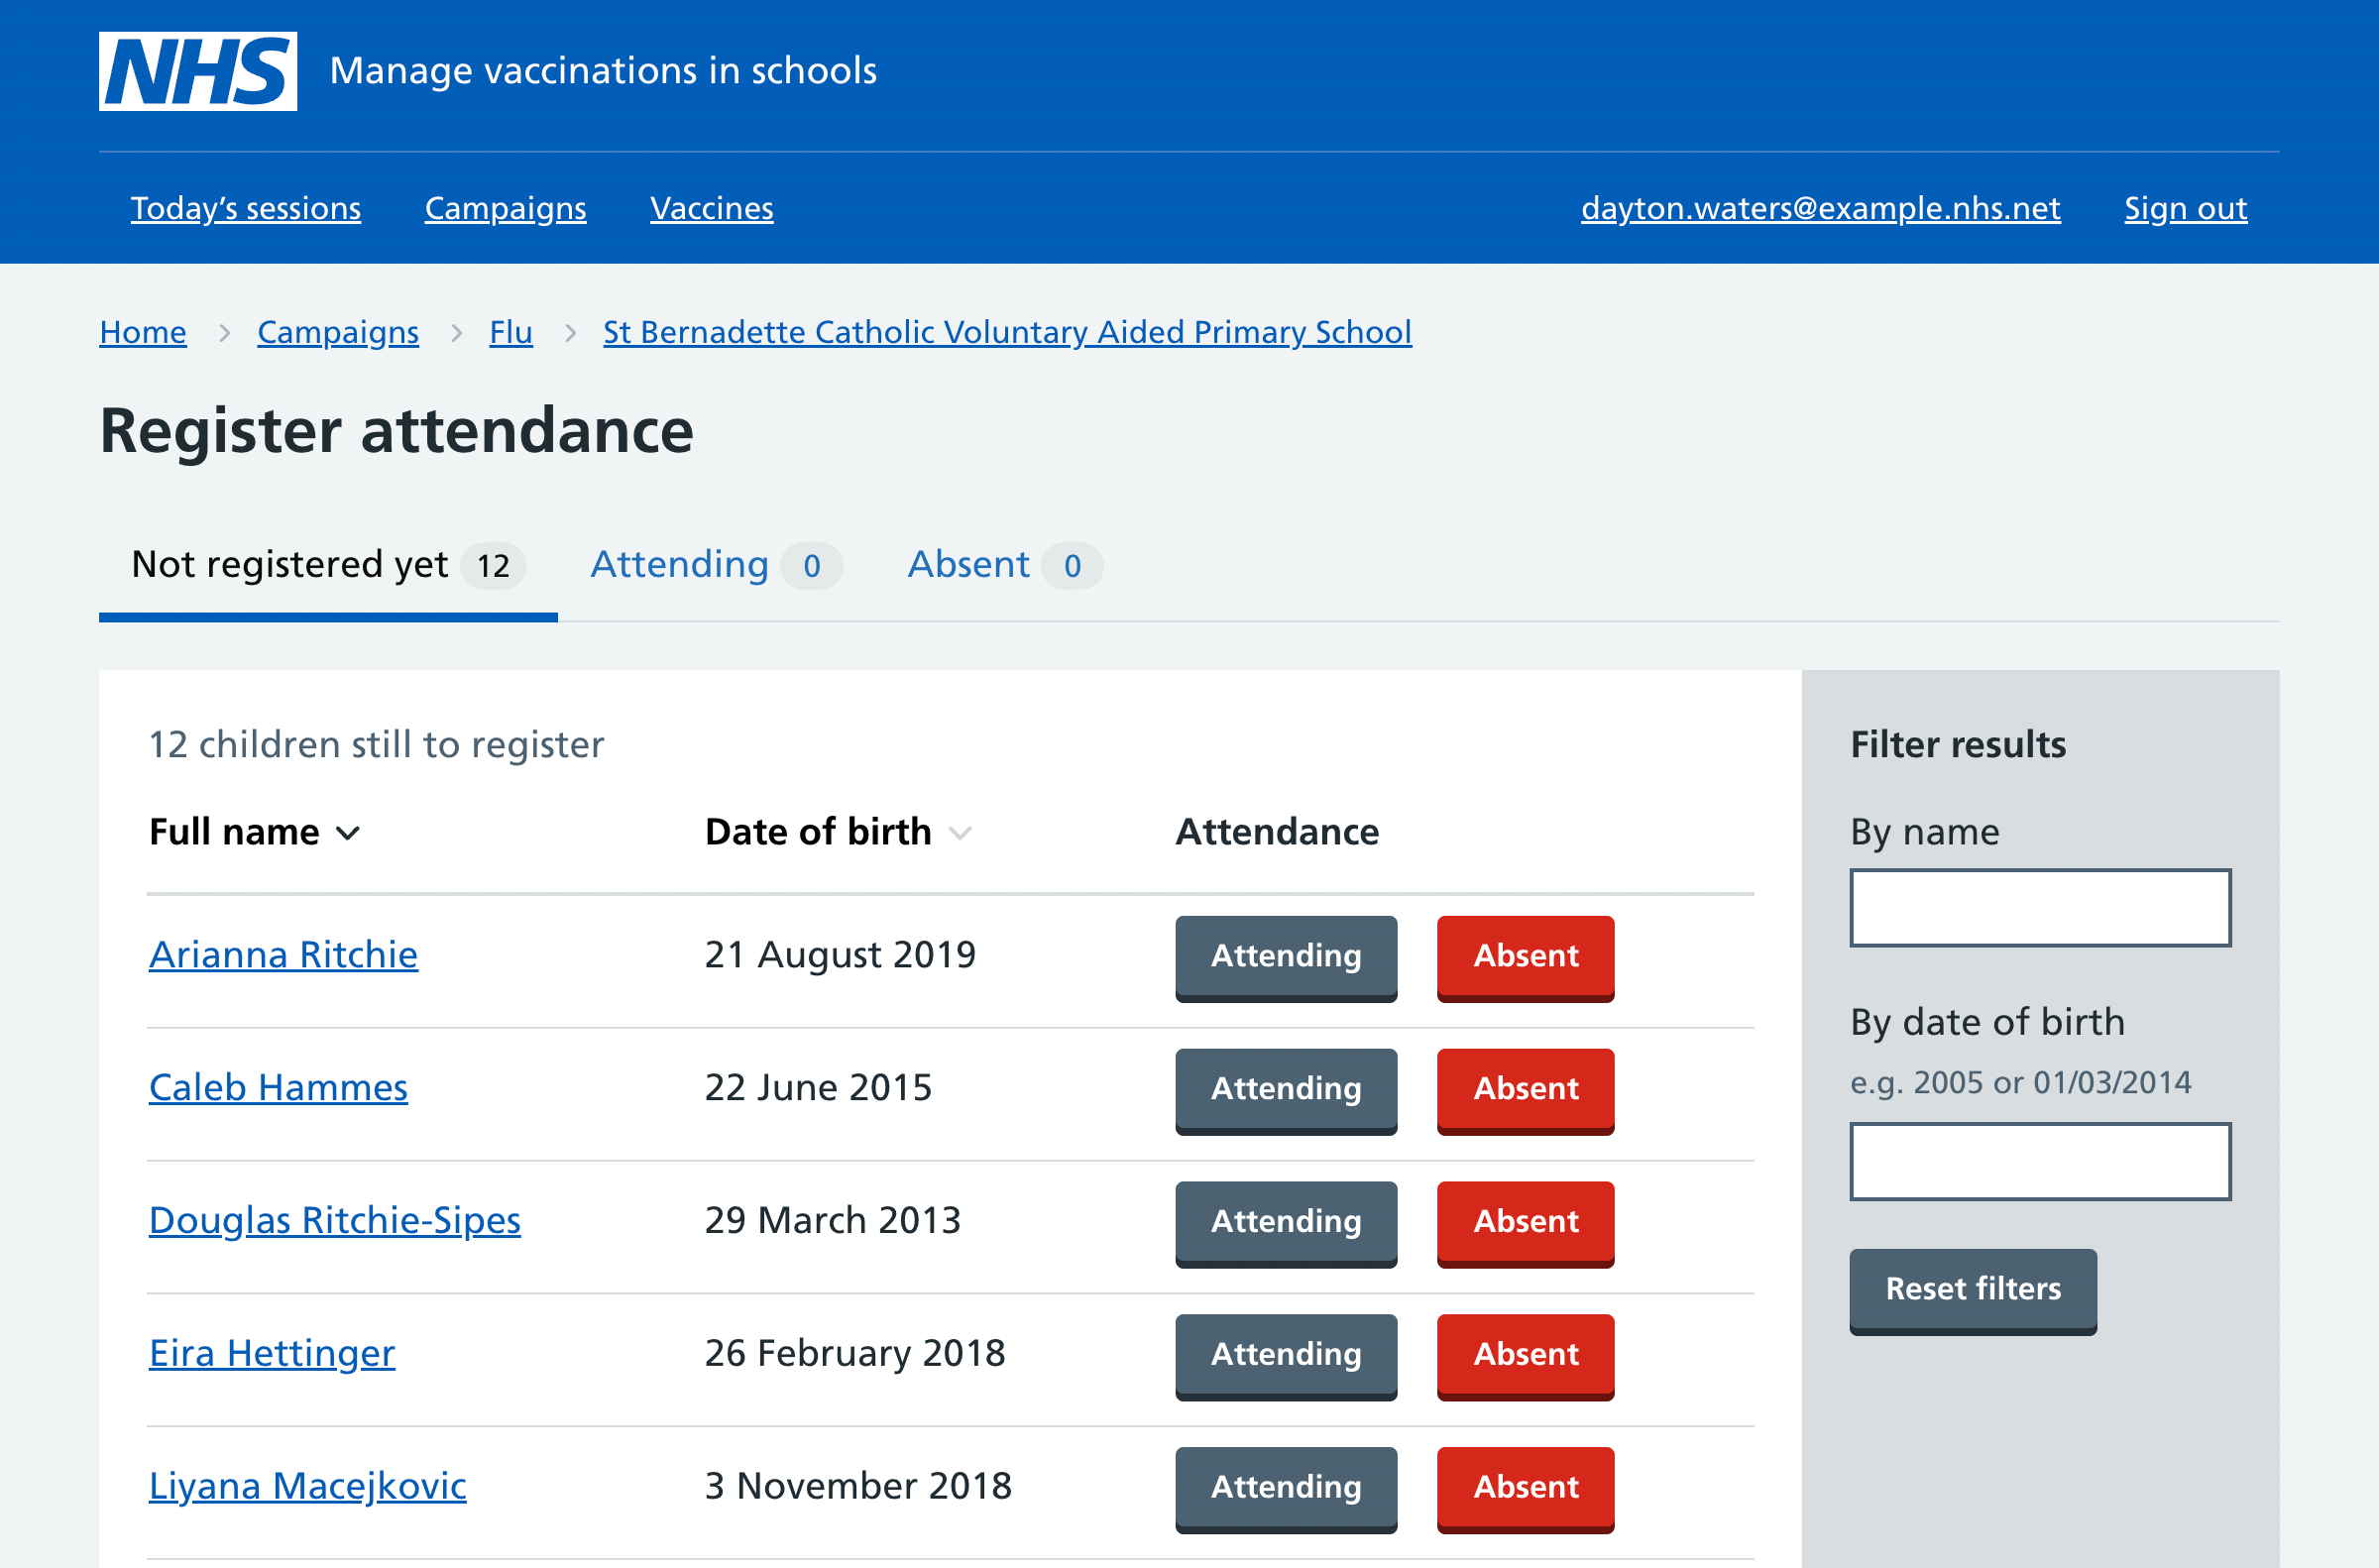 NHS Manage vaccinations in schools
Today’s sessions Campaigns Vaccines dayton.waters@example.nhs.net Sign out
Home Campaigns Flu St Bernadette Catholic Voluntary Aided Primary School
Register attendance
Not registered yet 12 Attending 0 Absent 0
12 children still to register
Full name Date of birth Attendance
Arianna Ritchie 21 August 2019 Attending Absent
Caleb Hammes 22 June 2015 Attending Absent
Douglas Ritchie-Sipes 29 March 2013 Attending Absent
Eira Hettinger 26 February 2018 Attending Absent
Liyana Macejkovic 3 November 2018 Attending Absent
Filter results
By name
By date of birth
e.g. 2005 or 01/03/2014
Reset filters